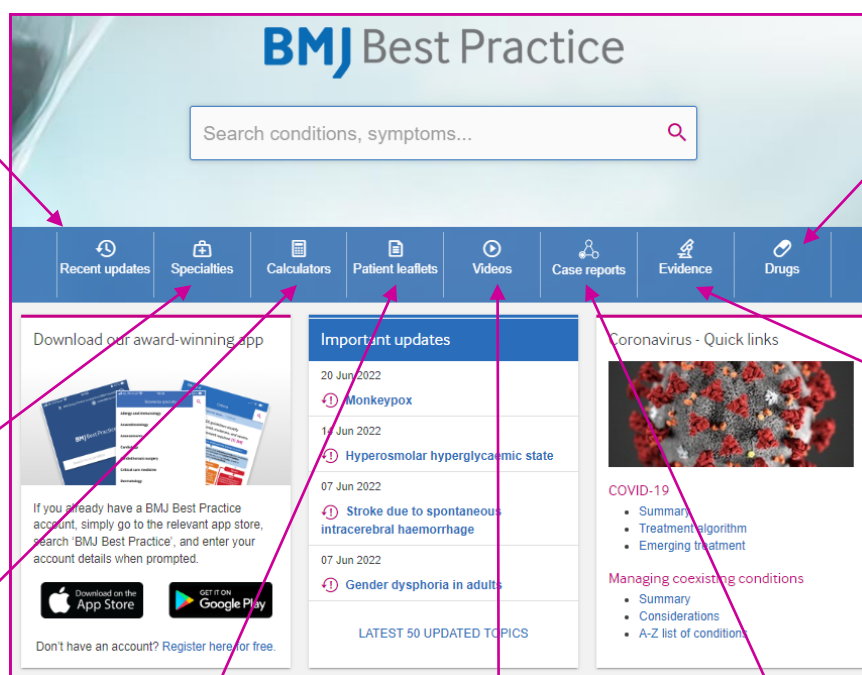 BMJ Best Practice
Search conditions, symptoms...
Recent updates
Specialties
Calculators
Patient leaflets
Videos
Case reports
Evidence
Drugs
Download our award-winning app
If you already have a BMJ Best Practice
account, simply go to the relevant app store,
search ‘BMJ Best Practice’, and enter your
account details when prompted.
Download on the
App Store
GET IT ON
Google Play
Don't have an account? Register here for free.
Important updates
20 Jun 2022
Monkeypox
14 Jun 2022
Hyperosmolar hyperglycaemic state
07 Jun 2022
Stroke due to spontaneous
intracerebral haemorrhage
07 Jun 2022
Gender dysphoria in adults
LATEST 50 UPDATED TOPICS
Coronavirus - Quick links
COVID-19
Summary
Treatment algorithm
Emerging treatment
Managing coexisting conditions
Summary
Considerations
A-Z list of conditions